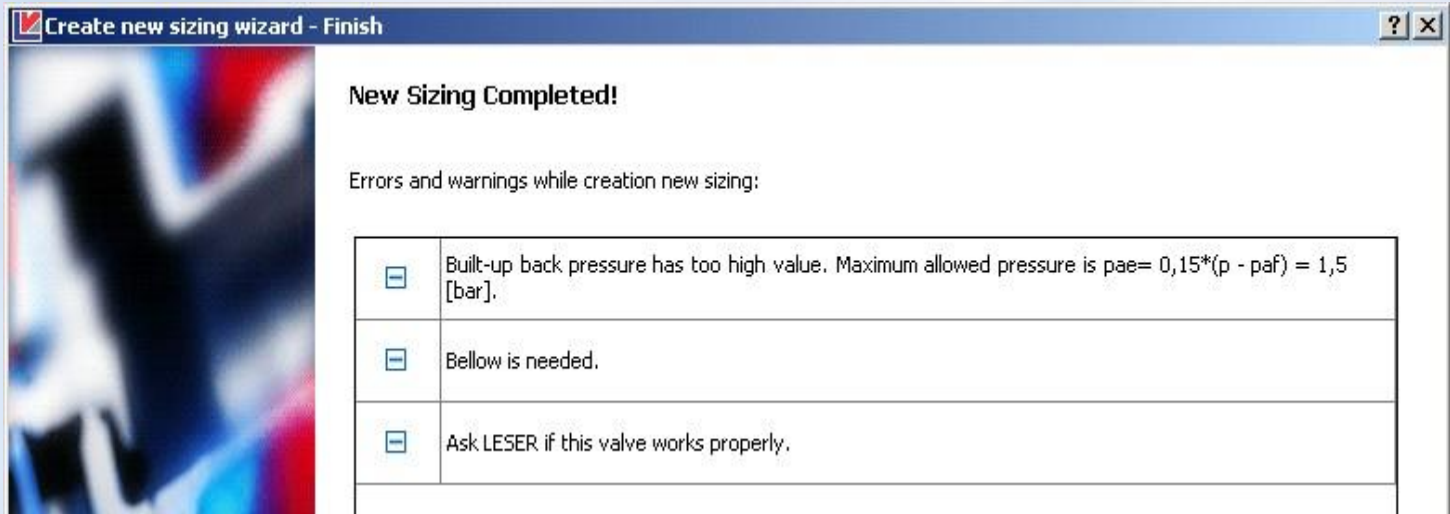 Create new sizing wizard - Finish
New Sizing Completed!
Errors and warnings while creation new sizing:
Built-up back pressure has too high value. Maximum allowed pressure is pae= 0,15*(p - paf) = 1,5
[bar].
Bellow is needed.
Ask LESER if this valve works properly.